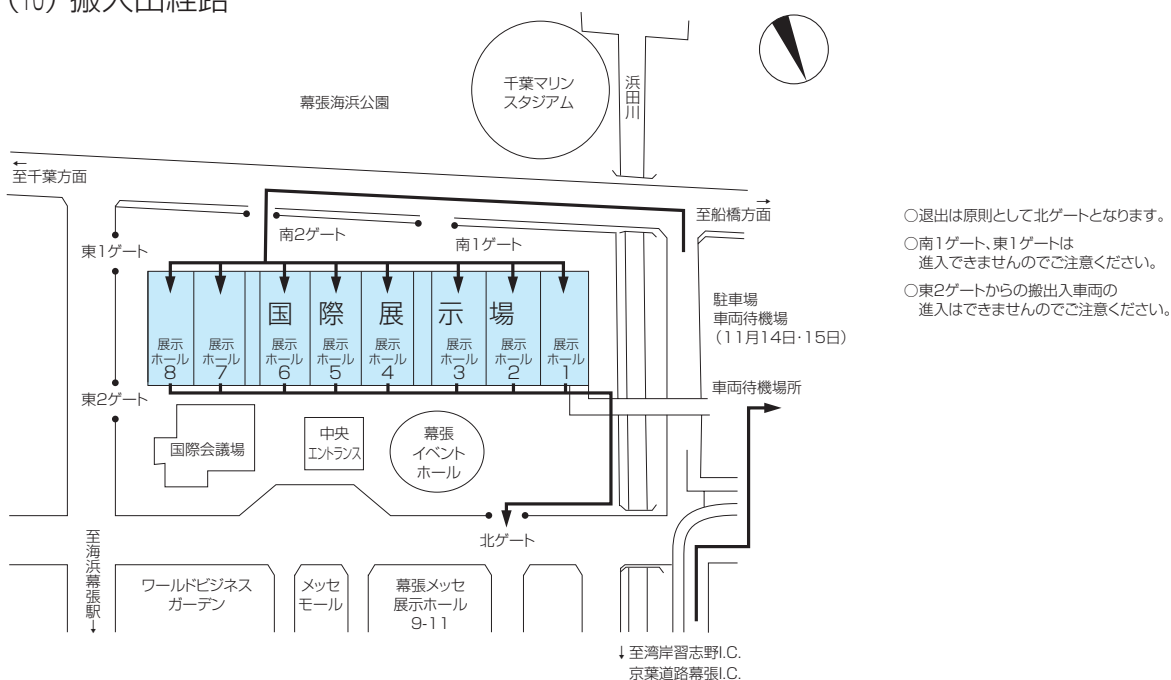 （10）搬入出経路
千葉マリン
スタジアム
浜田川
幕張海浜公園
←
至千葉方面
→
至船橋方面
南2ゲート
南1ゲート
東1ゲート
○退出は原則として北ゲートとなります。
○南1ゲート、東1ゲートは
進入できませんのでご注意ください。
○東2ゲートからの搬出入車両の
進入はできませんのでご注意ください。
国際展示場
展示
ホール
8
展示
ホール
7
展示
ホール
6
展示
ホール
5
展示
ホール
4
展示
ホール
3
展示
ホール
2
展示
ホール
1
駐車場
車両待機場
（11月14日・15日）
車両待機場所
東2ゲート
国際会議場
中央
エントランス
幕張
イベント
ホール
北ゲート
至海浜幕張駅→
ワールドビジネス
ガーデン
メッセ
モール
幕張メッセ
展示ホール
9-11
↓至湾岸習志野I.C.
京葉道路幕張I.C.